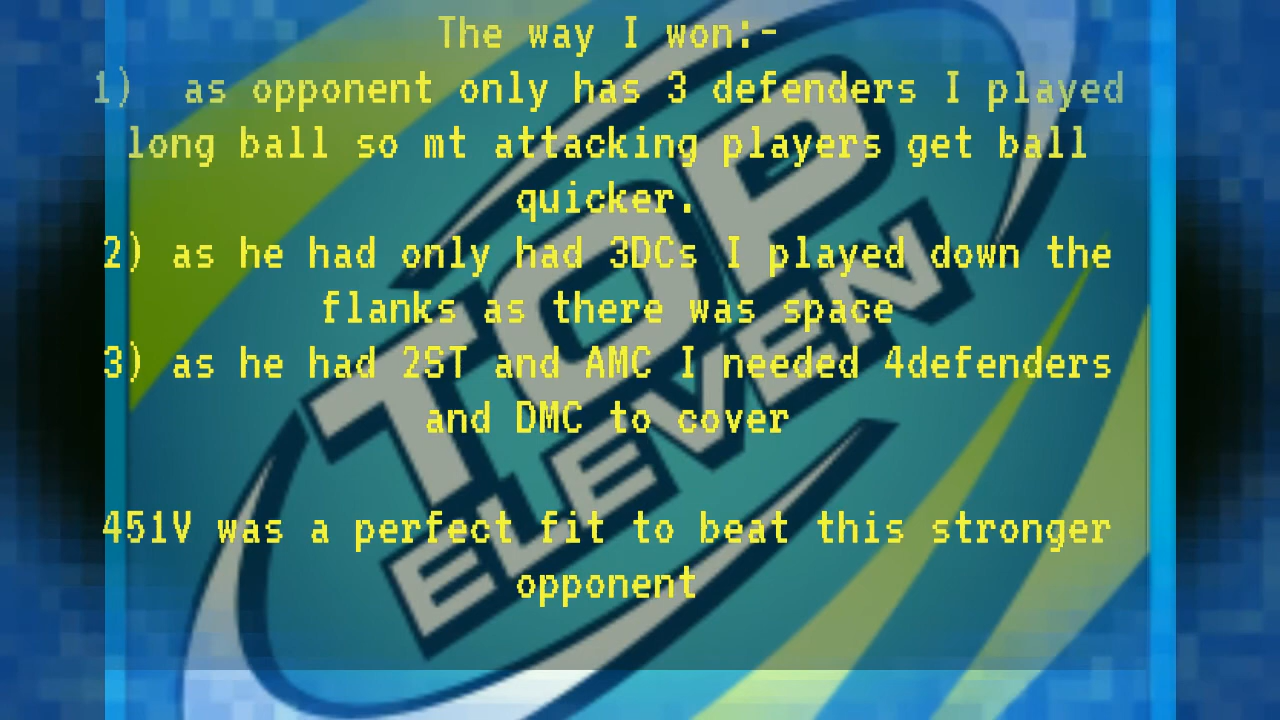 The way I won:-
1)  as opponent only has 3 defenders I played
long ball so mt attacking players get ball
quicker.
2) as he had only had 3DCs I played down the
flanks as there was space
3) as he had 2ST and AMC I needed 4defenders
and DMC to cover
451V was a perfect fit to beat this stronger
opponent
TOP
ELEVEN